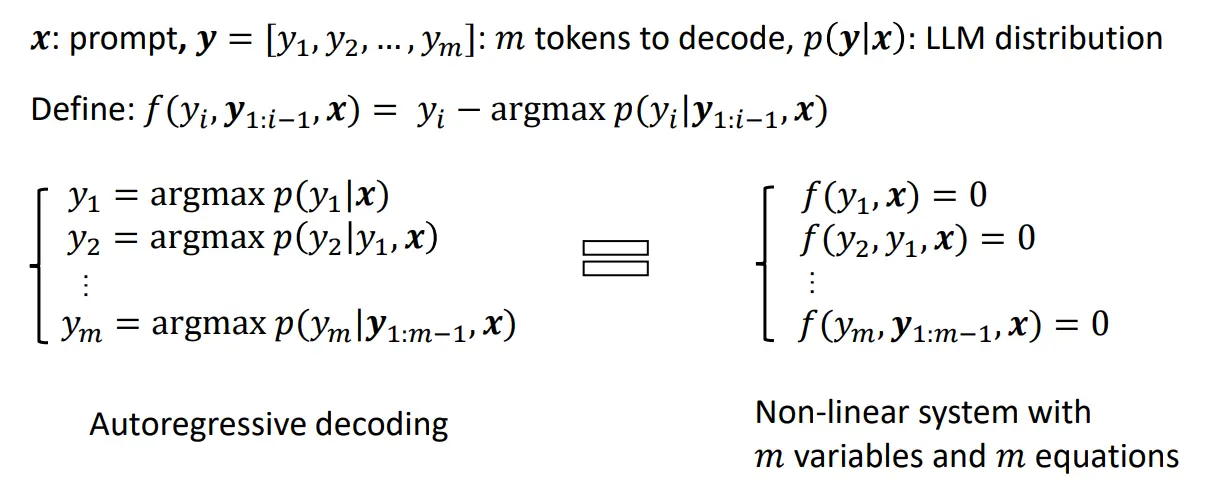 x: prompt, y = [y₁, y₂, …, yₘ]: m tokens to decode, p(y|x): LLM distribution
Define: f(yᵢ, y₁:ᵢ₋₁, x) = yᵢ − argmax p(yᵢ|y₁:ᵢ₋₁, x)
y₁ = argmax p(y₁|x)
y₂ = argmax p(y₂|y₁, x)
⋮
yₘ = argmax p(yₘ|y₁:ₘ₋₁, x)
Autoregressive decoding
f(y₁, x) = 0
f(y₂, y₁, x) = 0
⋮
f(yₘ, y₁:ₘ₋₁, x) = 0
Non-linear system with
m variables and m equations